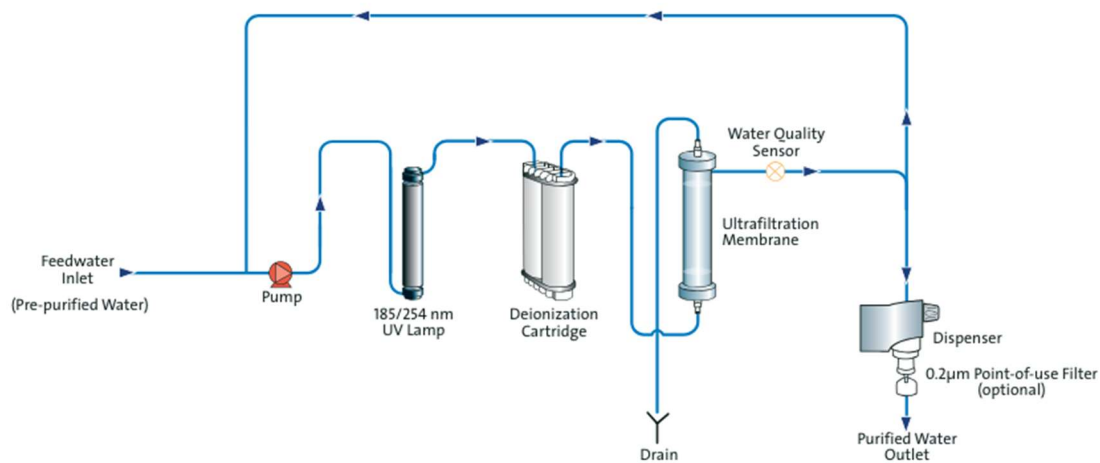 Feedwater
Inlet
(Pre-purified Water)
Pump
185/254 nm
UV Lamp
Deionization
Cartridge
Water Quality
Sensor
Ultrafiltration
Membrane
Drain
Dispenser
0.2µm Point-of-use Filter
(optional)
Purified Water
Outlet